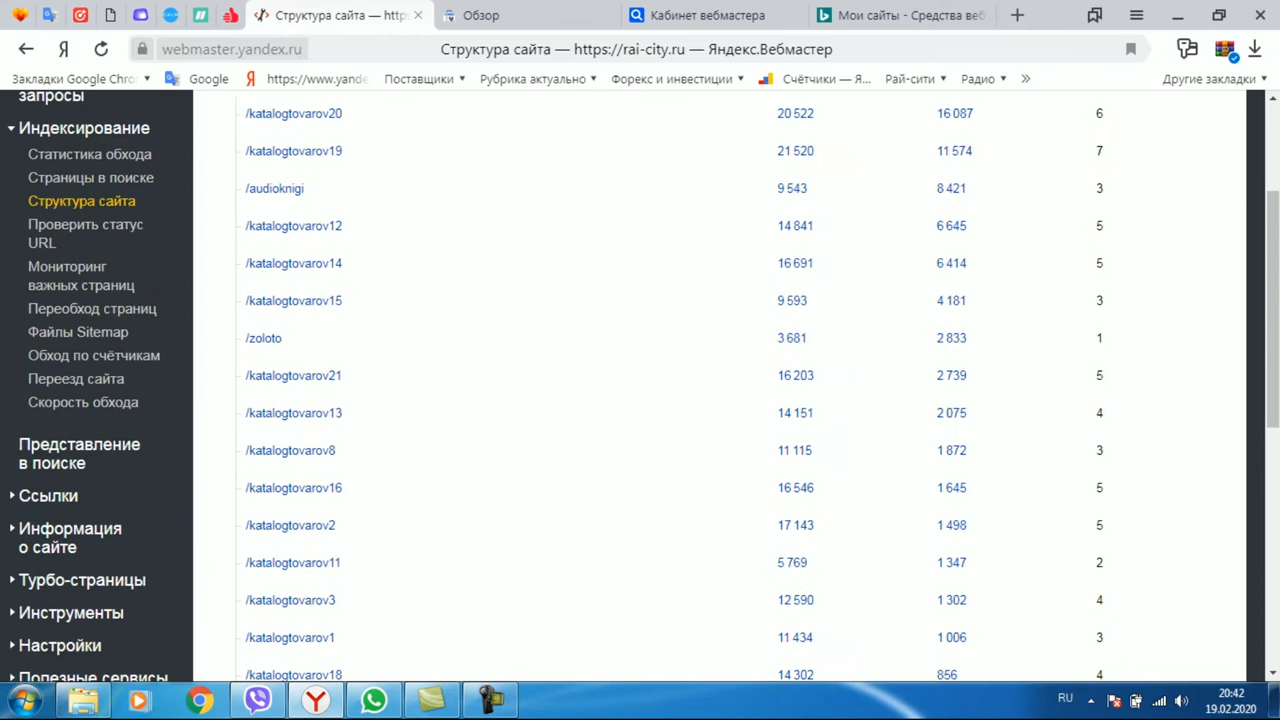 Структура сайта — https
Обзор
Кабинет вебмастера
Мои сайты - Средства веб
webmaster.yandex.ru
Структура сайта — https://rai-city.ru — Яндекс.Вебмастер
Закладки Google Chro
Google
https://www.yande
Поставщики
Рубрика актуально
Форекс и инвестиции
Счётчики — Я...
Рай-сити
Радио
»
Другие закладки
запросы
Индексирование
Статистика обхода
Страницы в поиске
Структура сайта
Проверить статус
URL
Мониторинг
важных страниц
Переобход страниц
Файлы Sitemap
Обход по счётчикам
Переезд сайта
Скорость обхода
Представление
в поиске
Ссылки
Информация
о сайте
Турбо-страницы
Инструменты
Настройки
Полезные сервисы
/katalogtovarov20 20 522 16 087 6
/katalogtovarov19 21 520 11 574 7
/audioknigi 9 543 8 421 3
/katalogtovarov12 14 841 6 645 5
/katalogtovarov14 16 691 6 414 5
/katalogtovarov15 9 593 4 181 3
/zoloto 3 681 2 833 1
/katalogtovarov21 16 203 2 739 5
/katalogtovarov13 14 151 2 075 4
/katalogtovarov8 11 115 1 872 3
/katalogtovarov16 16 546 1 645 5
/katalogtovarov2 17 143 1 498 5
/katalogtovarov11 5 769 1 347 2
/katalogtovarov3 12 590 1 302 4
/katalogtovarov1 11 434 1 006 3
/katalogtovarov18 14 302 856 4
RU
20:42
19.02.2020